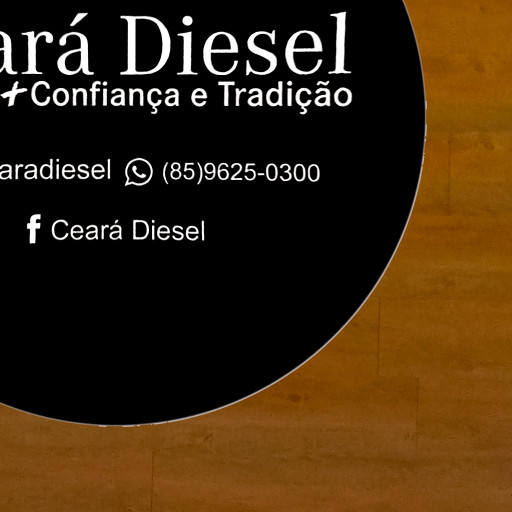 ará Diesel
+Confiança e Tradição
aradiesel (85)9625-0300
Ceará Diesel